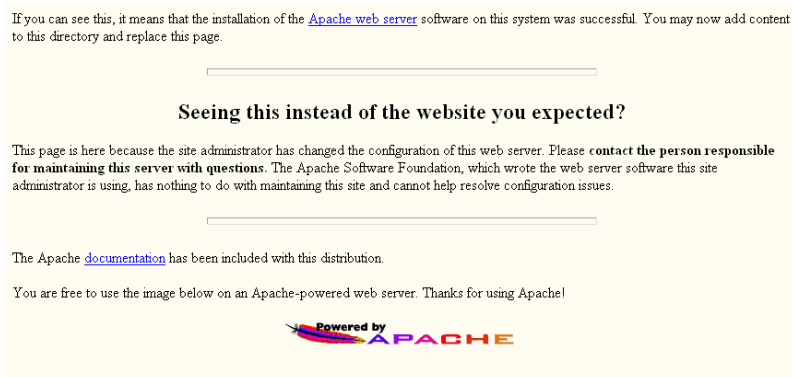 If you can see this, it means that the installation of the Apache web server software on this system was successful. You may now add content
to this directory and replace this page.
Seeing this instead of the website you expected?
This page is here because the site administrator has changed the configuration of this web server. Please contact the person responsible
for maintaining this server with questions. The Apache Software Foundation, which wrote the web server software this site
administrator is using, has nothing to do with maintaining this site and cannot help resolve configuration issues.
The Apache documentation has been included with this distribution.
You are free to use the image below on an Apache-powered web server. Thanks for using Apache!
Powered by
APACHE